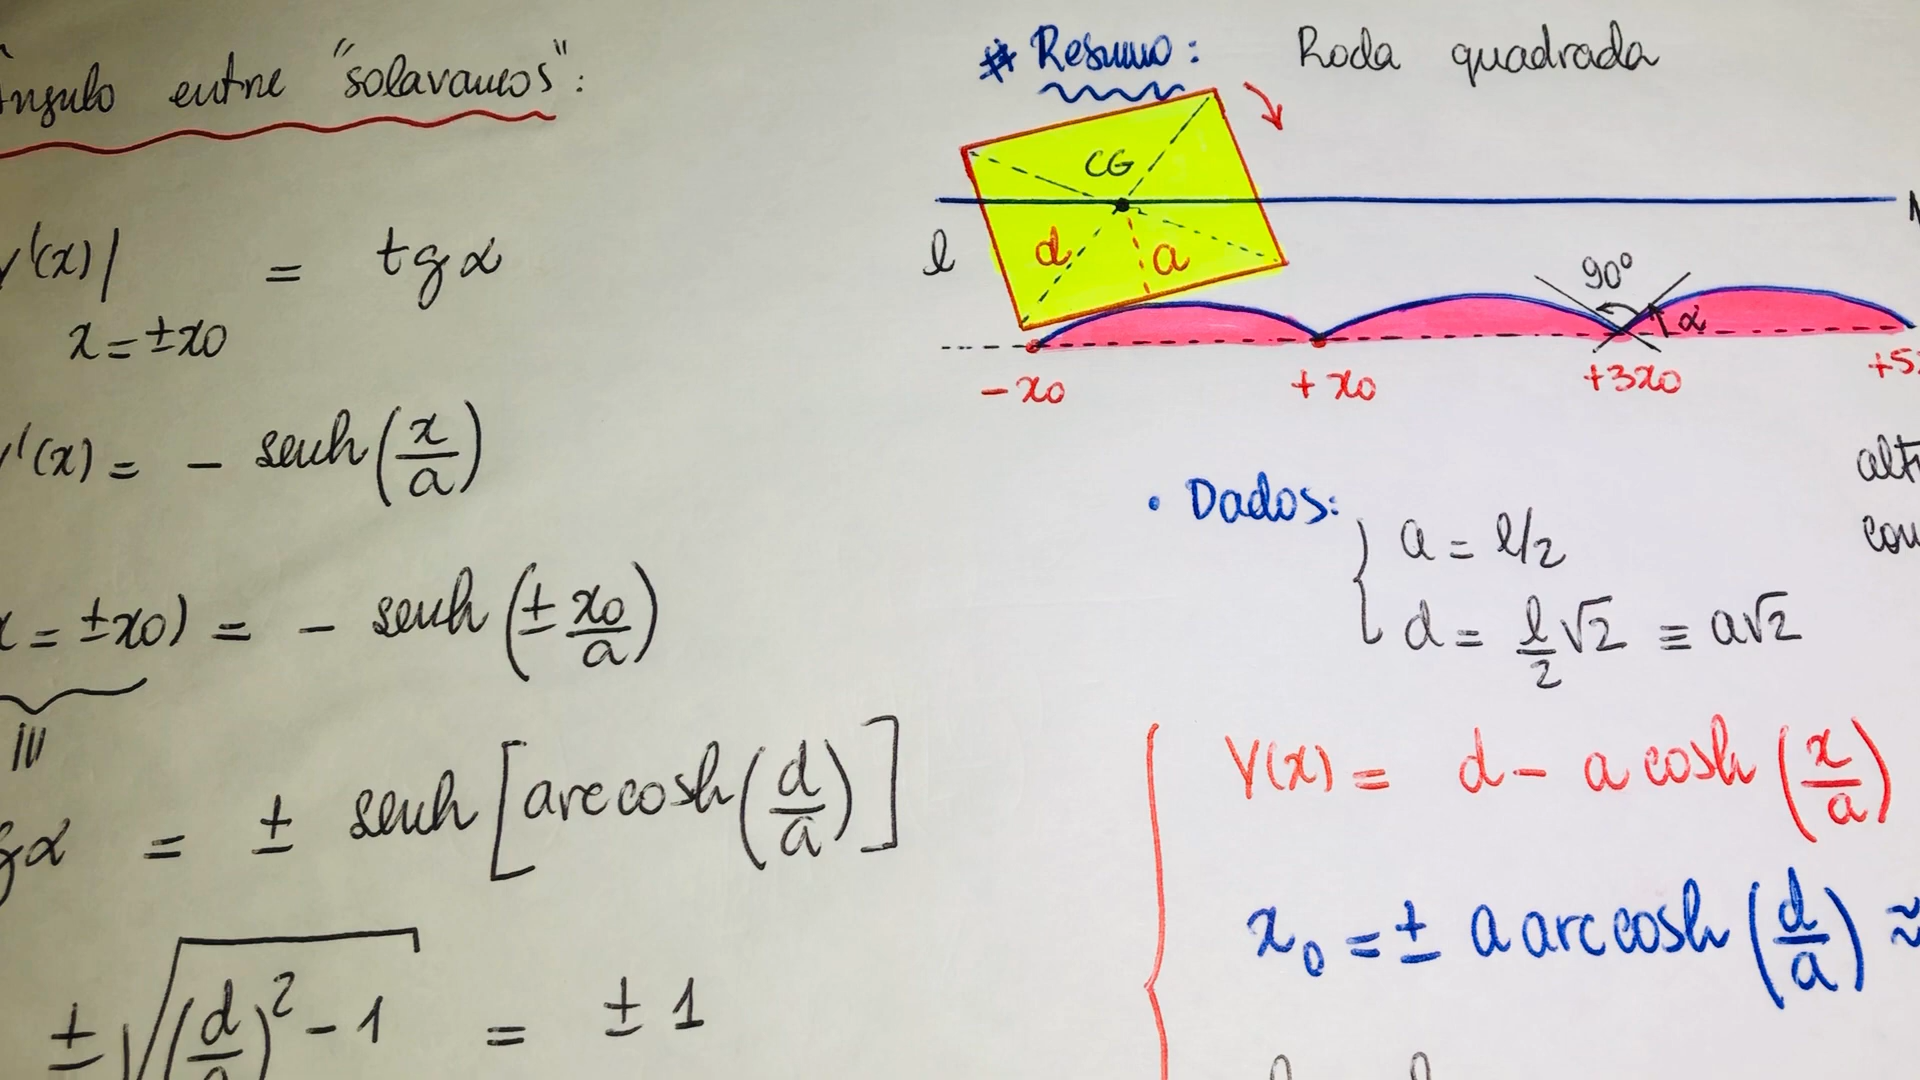 Ângulo entre "solavancos":
y'(x)| = tg α
x = ±x0
y'(x) = - senh (x/a)
(x = ±x0) = - senh (± x0/a)
tg α = ± senh [arccosh (d/a)]
± √((d/a)² - 1) = ± 1
# Resumo: Roda quadrada
CG
l
d
a
90°
α
- x0
+ x0
+3x0
+5
• Dados:
a = l/2
d = l/2 √2 ≡ a√2
Y(x) = d - a cosh (x/a)
x0 = ± a arccosh (d/a) ≈